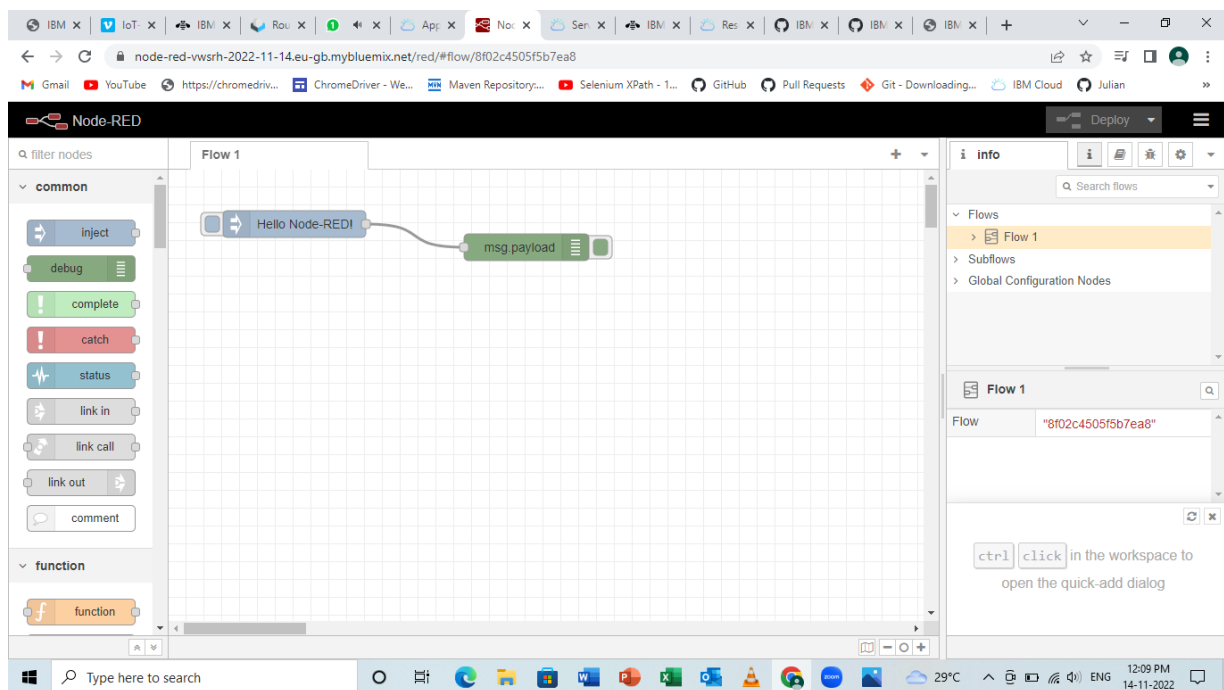 IBM
IoT-
IBM
Rou
1
App
Noc
Sen
IBM
Res
IBM
IBM
IBM
node-red-vwsrh-2022-11-14.eu-gb.mybluemix.net/red/#flow/8f02c4505f5b7ea8
Gmail YouTube https://chromedriv... ChromeDriver - We... Maven Repository:... Selenium XPath - 1... GitHub Pull Requests Git - Downloading... IBM Cloud Julian »
Node-RED
Deploy
filter nodes
Flow 1
info
Search flows
common
inject
debug
complete
catch
status
link in
link call
link out
comment
function
function
Hello Node-RED!
msg.payload
Flows
Flow 1
Subflows
Global Configuration Nodes
Flow 1
Flow "8f02c4505f5b7ea8"
ctrl click in the workspace to
open the quick-add dialog
Type here to search
zoom
29°C
ENG
12:09 PM
14-11-2022